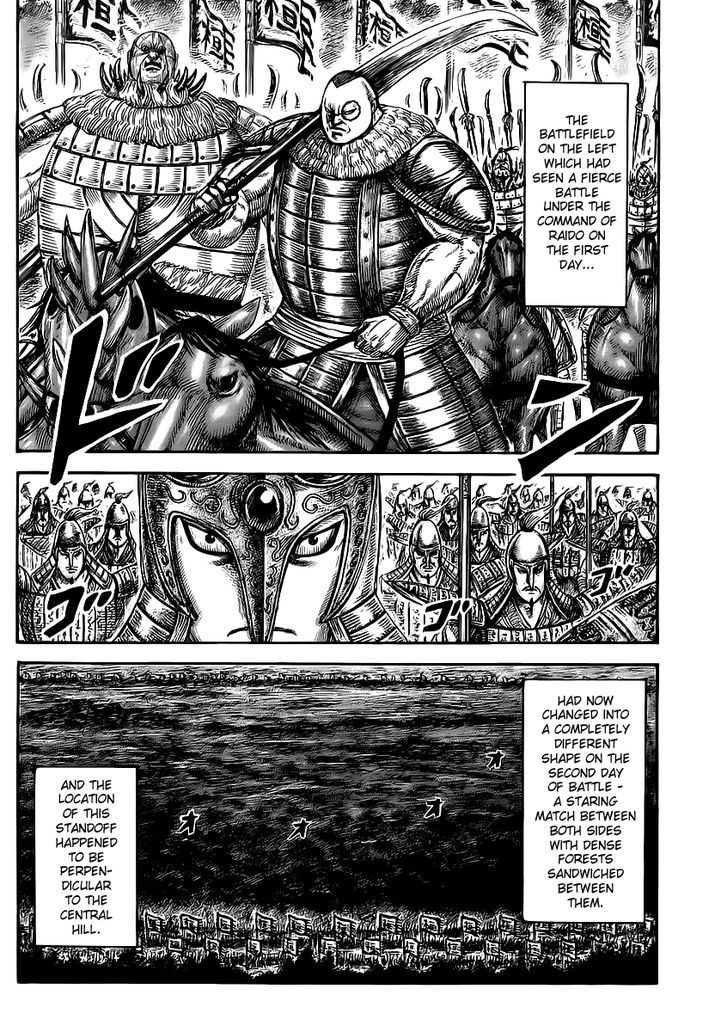 桓
桓
桓
THE
BATTLEFIELD
ON THE LEFT
WHICH HAD
SEEN A FIERCE
BATTLE
UNDER THE
COMMAND OF
RAIDO ON
THE FIRST
DAY...
ドン
ゴ
ゴ
ゴ
HAD NOW
CHANGED INTO
A COMPLETELY
DIFFERENT
SHAPE ON THE
SECOND DAY
OF BATTLE -
A STARING
MATCH BETWEEN
BOTH SIDES
WITH DENSE
FORESTS
SANDWICHED
BETWEEN
THEM.
オ
オ
オ
オ
AND THE
LOCATION
OF THIS
STANDOFF
HAPPENED
TO BE
PERPEN-
DICULAR
TO THE
CENTRAL
HILL.